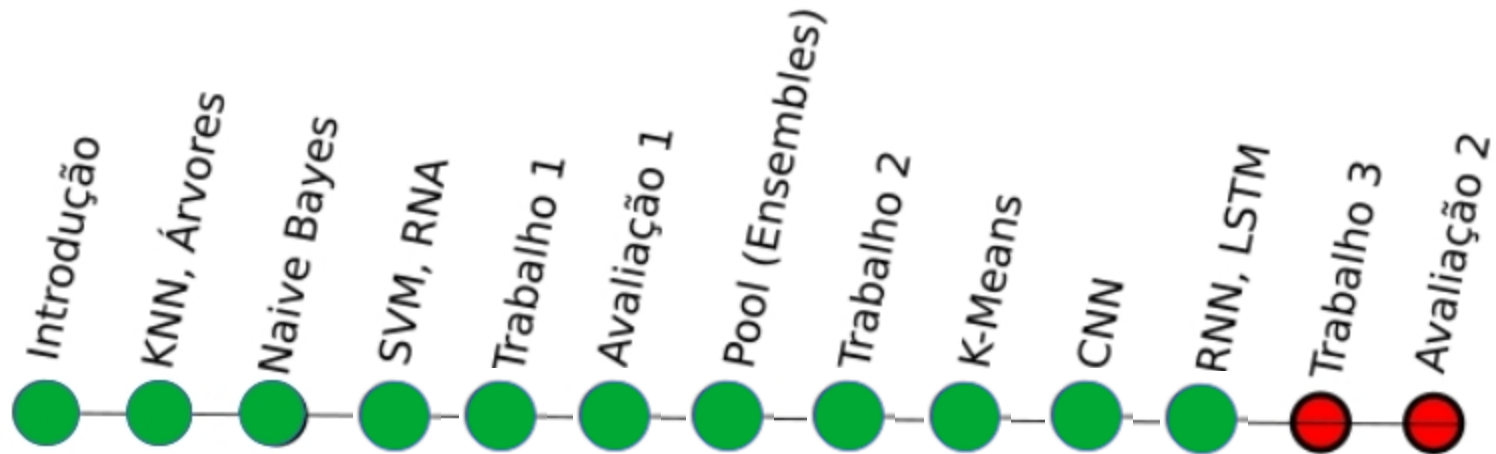 Introdução
KNN, Árvores
Naive Bayes
SVM, RNA
Trabalho 1
Avaliação 1
Pool (Ensembles)
Trabalho 2
K-Means
CNN
RNN, LSTM
Trabalho 3
Avaliação 2